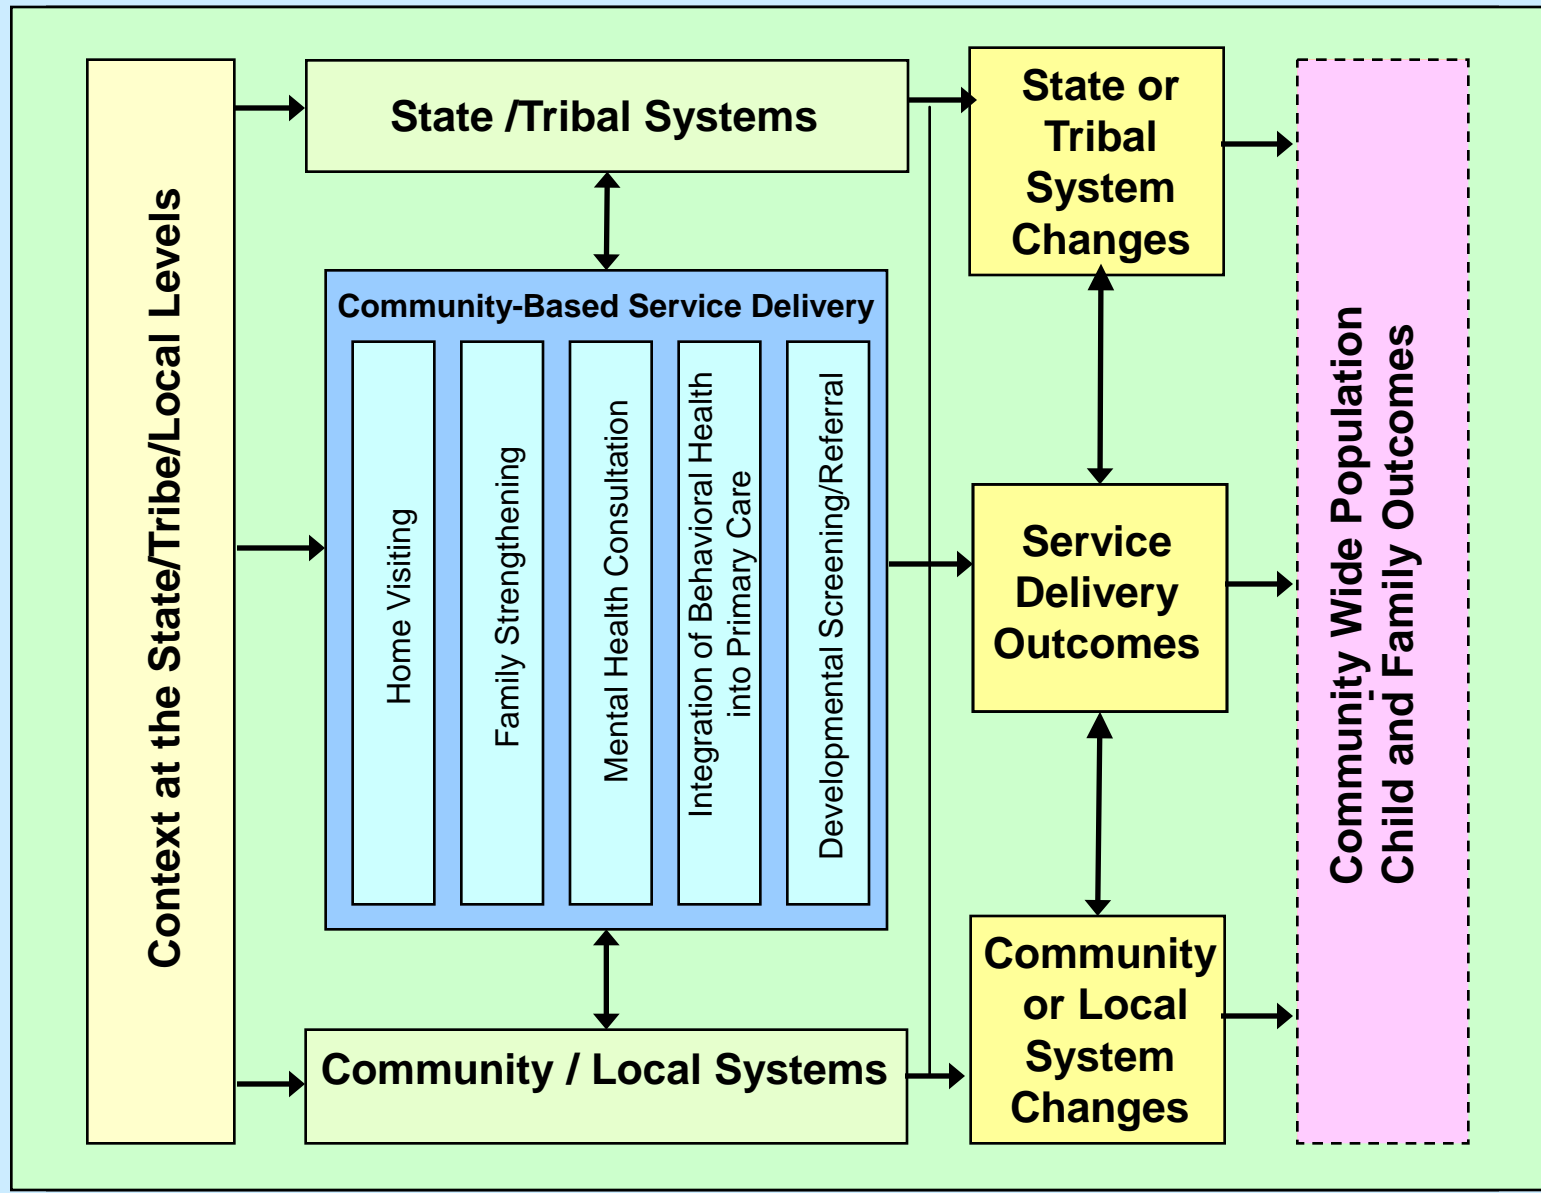 Context at the State/Tribe/Local Levels
State /Tribal Systems
Community-Based Service Delivery
Home Visiting
Family Strengthening
Mental Health Consultation
Integration of Behavioral Health
into Primary Care
Developmental Screening/Referral
Community / Local Systems
State or
Tribal
System
Changes
Service
Delivery
Outcomes
Community
or Local
System
Changes
Community Wide Population
Child and Family Outcomes